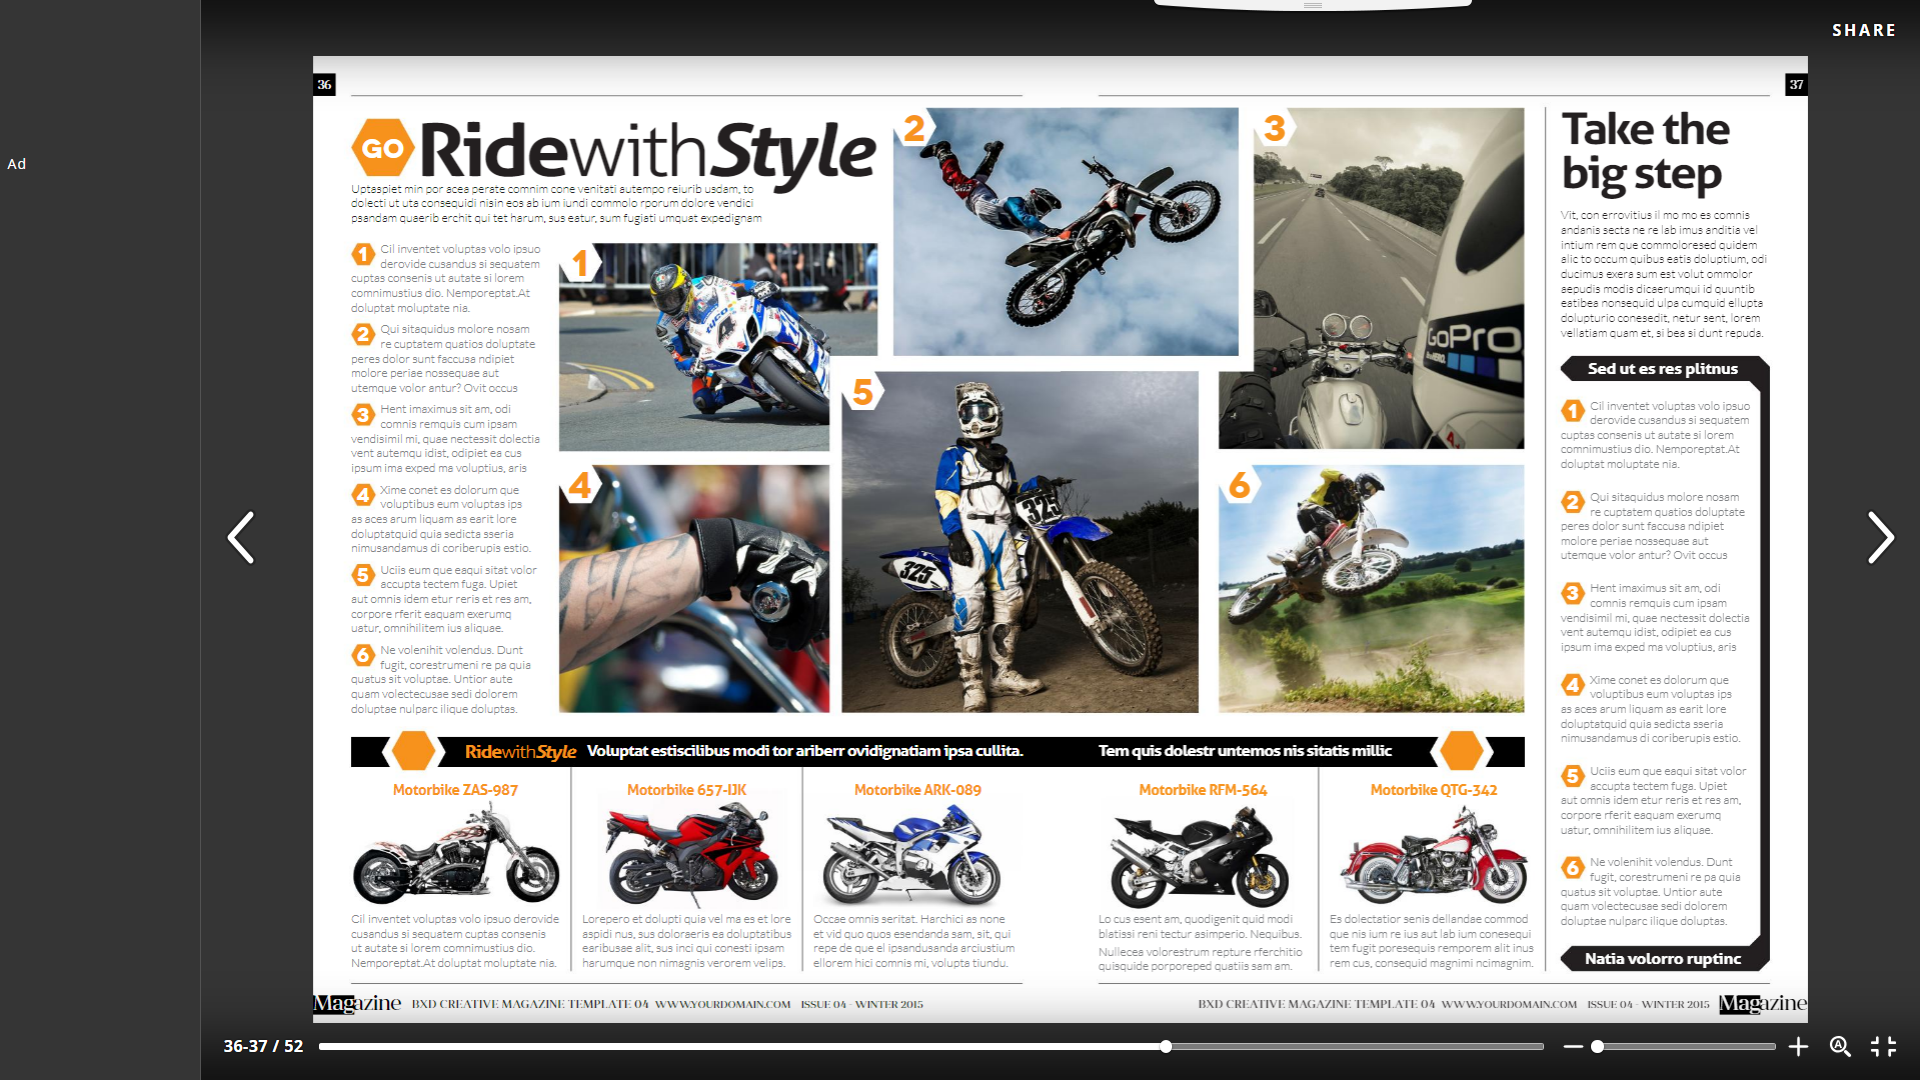 SHARE
Ad
36
37
GO RidewithStyle
Uptaspiet min por acea perate comnim cone venitati autempo reiurib usdam, to
dolecti ut uta consequidi nisin eos ab ium iundi commolo rporum dolore vendici
psandam quaerib erchit qui tet harum, sus eatur, sum fugiati umquat expedignam
1 Cil inventet voluptas volo ipsuo
derovide cusandus si sequatem
cuptas consenis ut autate si lorem
comnimustius dio. Nemporeptat.At
doluptat moluptate nia.
2 Qui sitaquidus molore nosam
re cuptatem quatios doluptate
peres dolor sunt faccusa ndipiet
molore periae nossequae aut
utemque volor antur? Ovit occus
3 Hent imaximus sit am, odi
comnis remquis cum ipsam
vendisimil mi, quae nectessit dolectia
vent autemqu idist, odipiet ea cus
ipsum ima exped ma voluptius, aris
4 Xime conet es dolorum que
voluptibus eum voluptas ips
as aces arum liquam as earit lore
doluptatquid quia sedicta sseria
nimusandamus di coriberupis estio.
5 Uciis eum que eaqui sitat volor
accupta tectem fuga. Upiet
aut omnis idem etur reris et res am,
corpore rferit eaquam exerumq
uatur, omnihilitem ius aliquae.
6 Ne volenihit volendus. Dunt
fugit, corestrumeni re pa quia
quatus sit voluptae. Untior aute
quam volectecusae sedi dolorem
doluptae nulparc ilique doluptas.
1
2
3
GoPro
4
5
325
325
6
Take the
big step
Vit, con errovitius il mo mo es comnis
andanis secta ne re lab imus anditia vel
intium rem que commoloresed quidem
alic to occum quibus eatis doluptium, odi
ducimus exera sum est volut ommolor
aepudis modis dicaerumqui id quuntib
eatibea nonsequid ulpa cumquid ellupta
dolupturio conesedit, netur sent, lorem
vellatiam quam et, si bea si dunt repuda.
Sed ut es res plitnus
1 Cil inventet voluptas volo ipsuo
derovide cusandus si sequatem
cuptas consenis ut autate si lorem
comnimustius dio. Nemporeptat.At
doluptat moluptate nia.
2 Qui sitaquidus molore nosam
re cuptatem quatios doluptate
peres dolor sunt faccusa ndipiet
molore periae nossequae aut
utemque volor antur? Ovit occus
3 Hent imaximus sit am, odi
comnis remquis cum ipsam
vendisimil mi, quae nectessit dolectia
vent autemqu idist, odipiet ea cus
ipsum ima exped ma voluptius, aris
4 Xime conet es dolorum que
voluptibus eum voluptas ips
as aces arum liquam as earit lore
doluptatquid quia sedicta sseria
nimusandamus di coriberupis estio.
5 Uciis eum que eaqui sitat volor
accupta tectem fuga. Upiet
aut omnis idem etur reris et res am,
corpore rferit eaquam exerumq
uatur, omnihilitem ius aliquae.
6 Ne volenihit volendus. Dunt
fugit, corestrumeni re pa quia
quatus sit voluptae. Untior aute
quam volectecusae sedi dolorem
doluptae nulparc ilique doluptas.
Natia volorro ruptinc
RidewithStyle Voluptat estiscilibus modi tor ariberr ovidignatiam ipsa cullita.
Tem quis dolestr untemos nis sitatis millic
Motorbike ZAS-987
Cil inventet voluptas volo ipsuo derovide
cusandus si sequatem cuptas consenis
ut autate si lorem comnimustius dio.
Nemporeptat.At doluptat moluptate nia.
Motorbike 657-IJK
Lorepero et dolupti quia vel ma es et lore
aspidi nus, sus doloraeris ea doluptatibus
earibusae alit, sus inci qui conesti ipsam
harumque non nimagnis verorem velips.
Motorbike ARK-089
Occae omnis seritat. Harchici as none
et vid quo quos esendanda sam, sit, qui
repe de que el ipsandusanda arciustium
ellorem hici comnis mi, volupta tiundu.
Motorbike RFM-564
Lo cus esent am, quodigenit quid modi
blatissi reni tectur asimperio. Nequibus.
Nullecea volorestrum repture rferchitio
quisquide porporeped quatiis sam am.
Motorbike QTG-342
Es dolectatior senis dellandae commod
que nis ium re ius aut lab ium conesequi
tem fugit poresequis remporem alit inus
rem cus, consequid magnimi ncimagnim.
Magazine BXD CREATIVE MAGAZINE TEMPLATE 04 WWW.YOURDOMAIN.COM ISSUE 04 - WINTER 2015
BXD CREATIVE MAGAZINE TEMPLATE 04 WWW.YOURDOMAIN.COM ISSUE 04 - WINTER 2015 Magazine
36-37 / 52